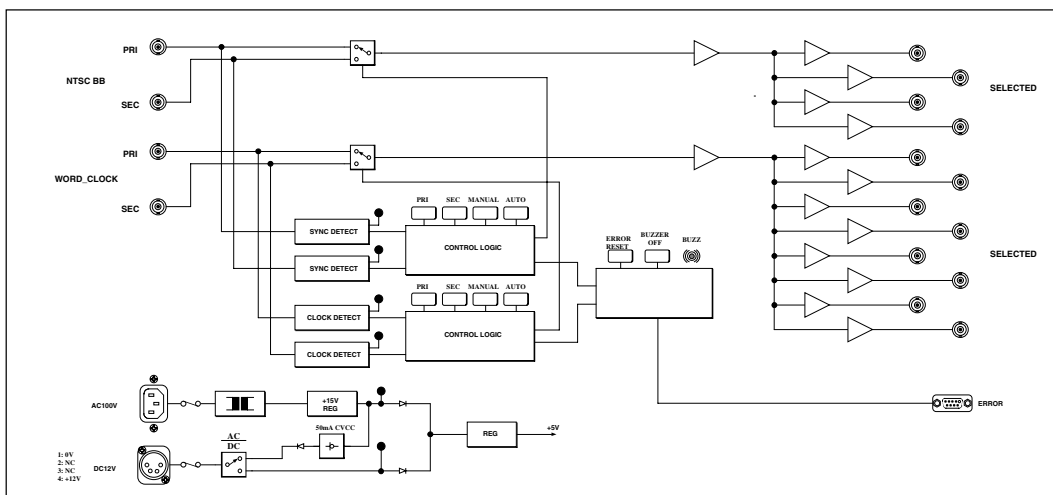 PRI
NTSC BB
SEC
SELECTED
PRI
WORD_CLOCK
SEC
SELECTED
PRI SEC MANUAL AUTO
SYNC DETECT
CONTROL LOGIC
SYNC DETECT
ERROR RESET
BUZZER OFF
BUZZ
PRI SEC MANUAL AUTO
CLOCK DETECT
CONTROL LOGIC
CLOCK DETECT
AC100V
+15V
REG
ERROR
50mA CVCC
REG
+5V
AC
DC
DC12V
1: 0V
2: NC
3: NC
4: +12V